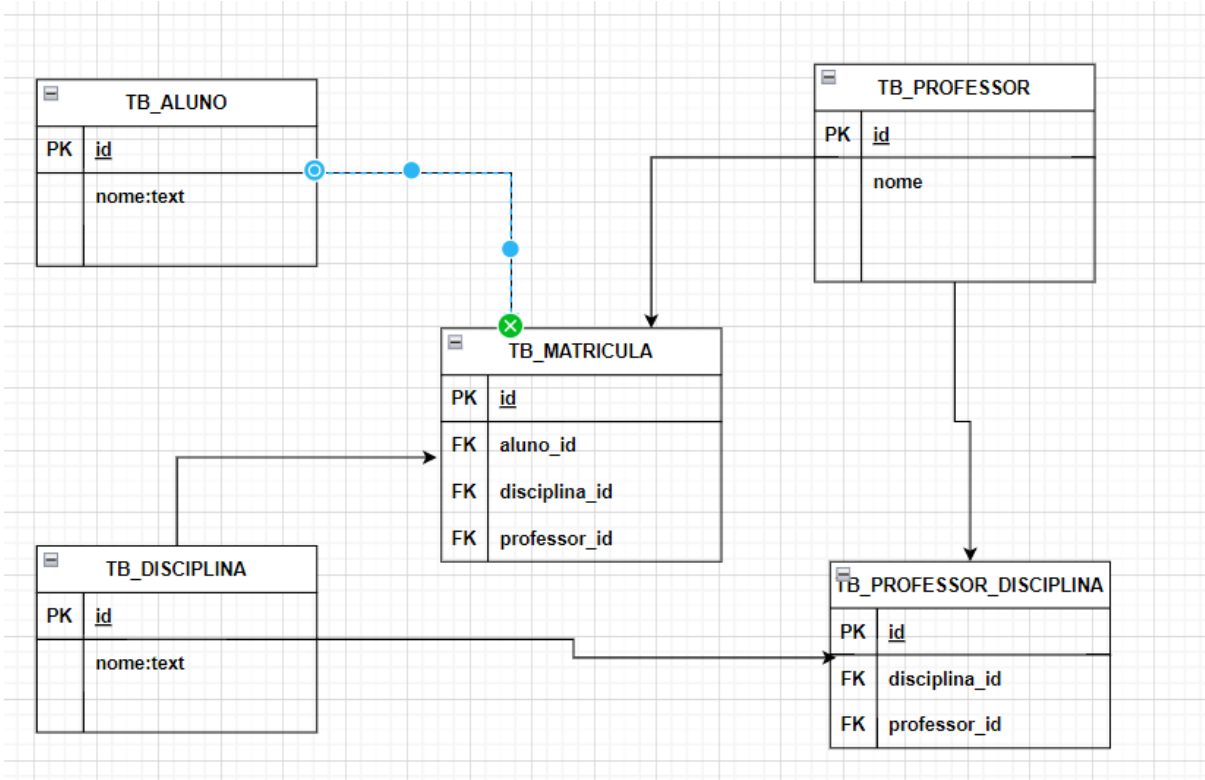 TB_ALUNO
PK id
nome:text
TB_PROFESSOR
PK id
nome
TB_MATRICULA
PK id
FK aluno_id
FK disciplina_id
FK professor_id
TB_DISCIPLINA
PK id
nome:text
TB_PROFESSOR_DISCIPLINA
PK id
FK disciplina_id
FK professor_id